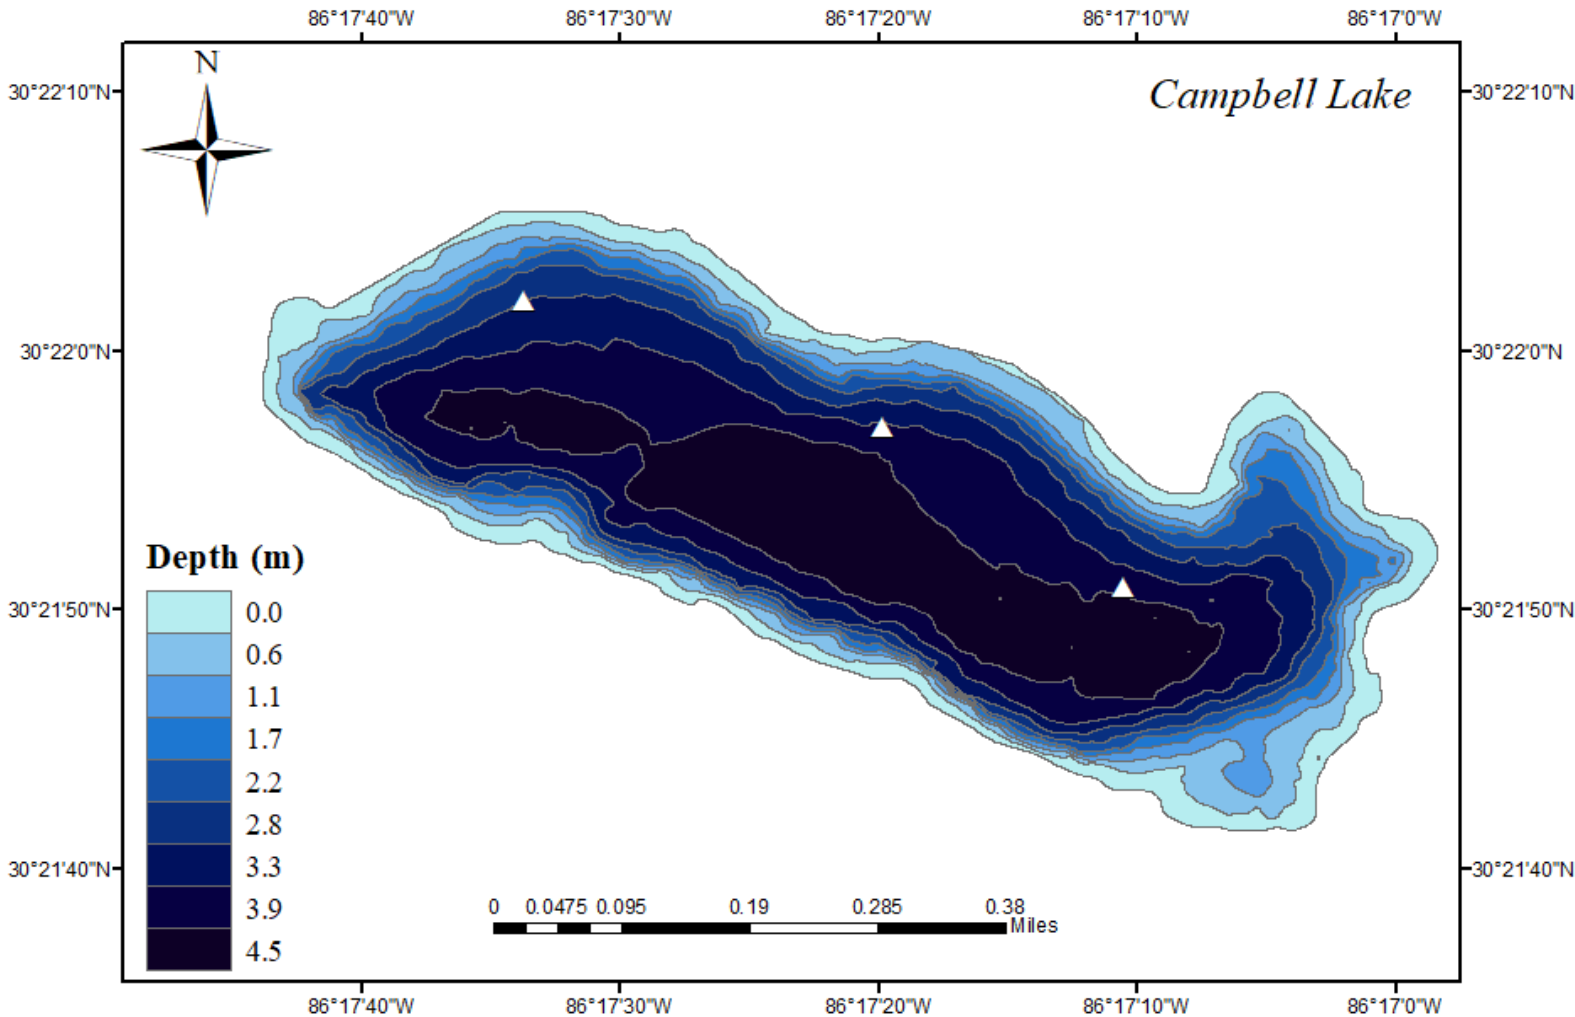 86°17'40"W 86°17'30"W 86°17'20"W 86°17'10"W 86°17'0"W
N
30°22'10"N Campbell Lake 30°22'10"N
30°22'0"N 30°22'0"N
Depth (m)
30°21'50"N 30°21'50"N
0.0
0.6
1.1
1.7
2.2
2.8
3.3
3.9
4.5
30°21'40"N 30°21'40"N
0 0.0475 0.095 0.19 0.285 0.38
Miles
86°17'40"W 86°17'30"W 86°17'20"W 86°17'10"W 86°17'0"W